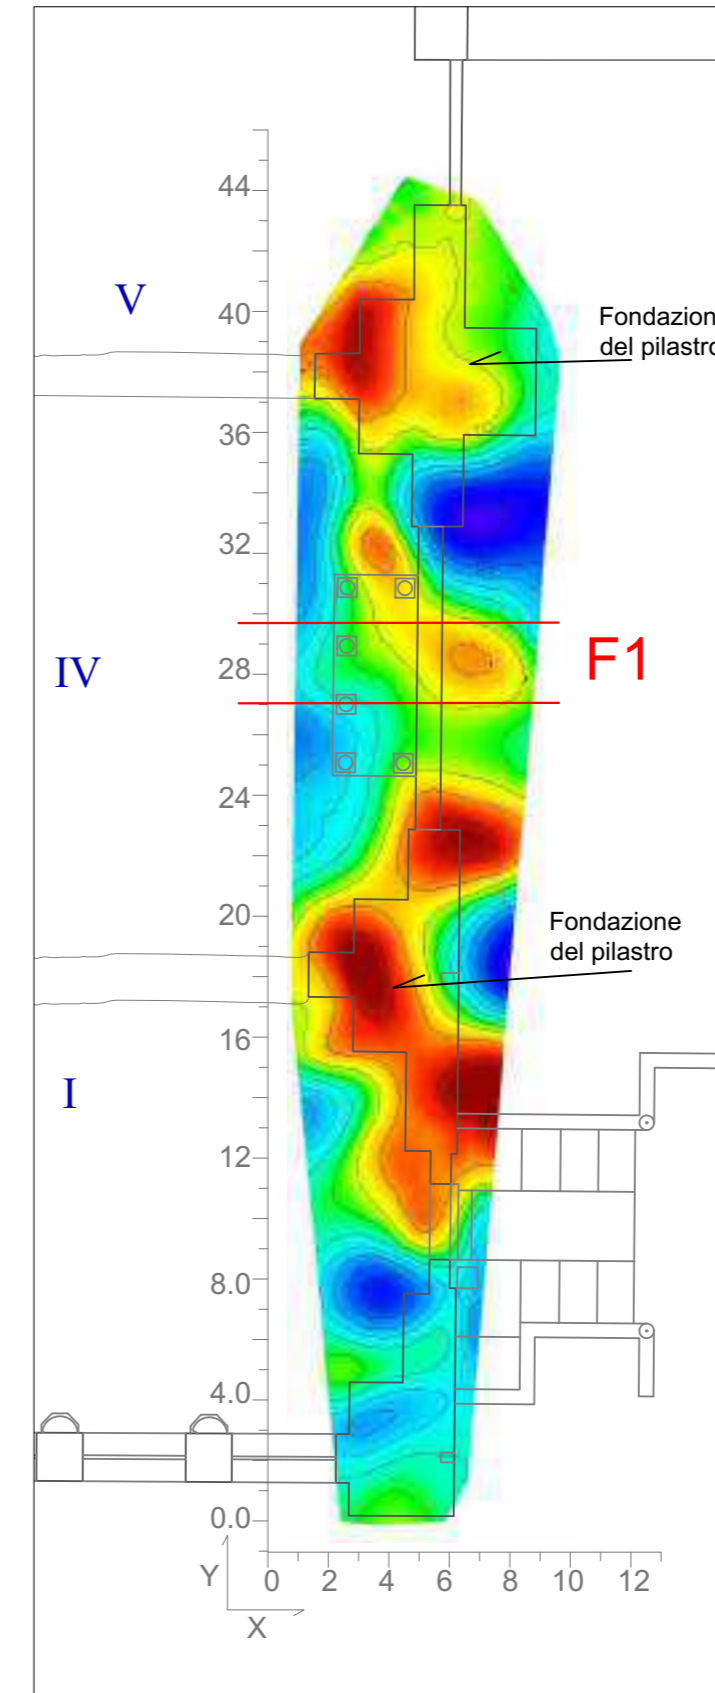 44
V
40
Fondazion
del pilastro
36
32
IV
28
F1
24
20
Fondazione
del pilastro
16
I
12
8.0
4.0
0.0
Y
0 2 4 6 8 10 12
X